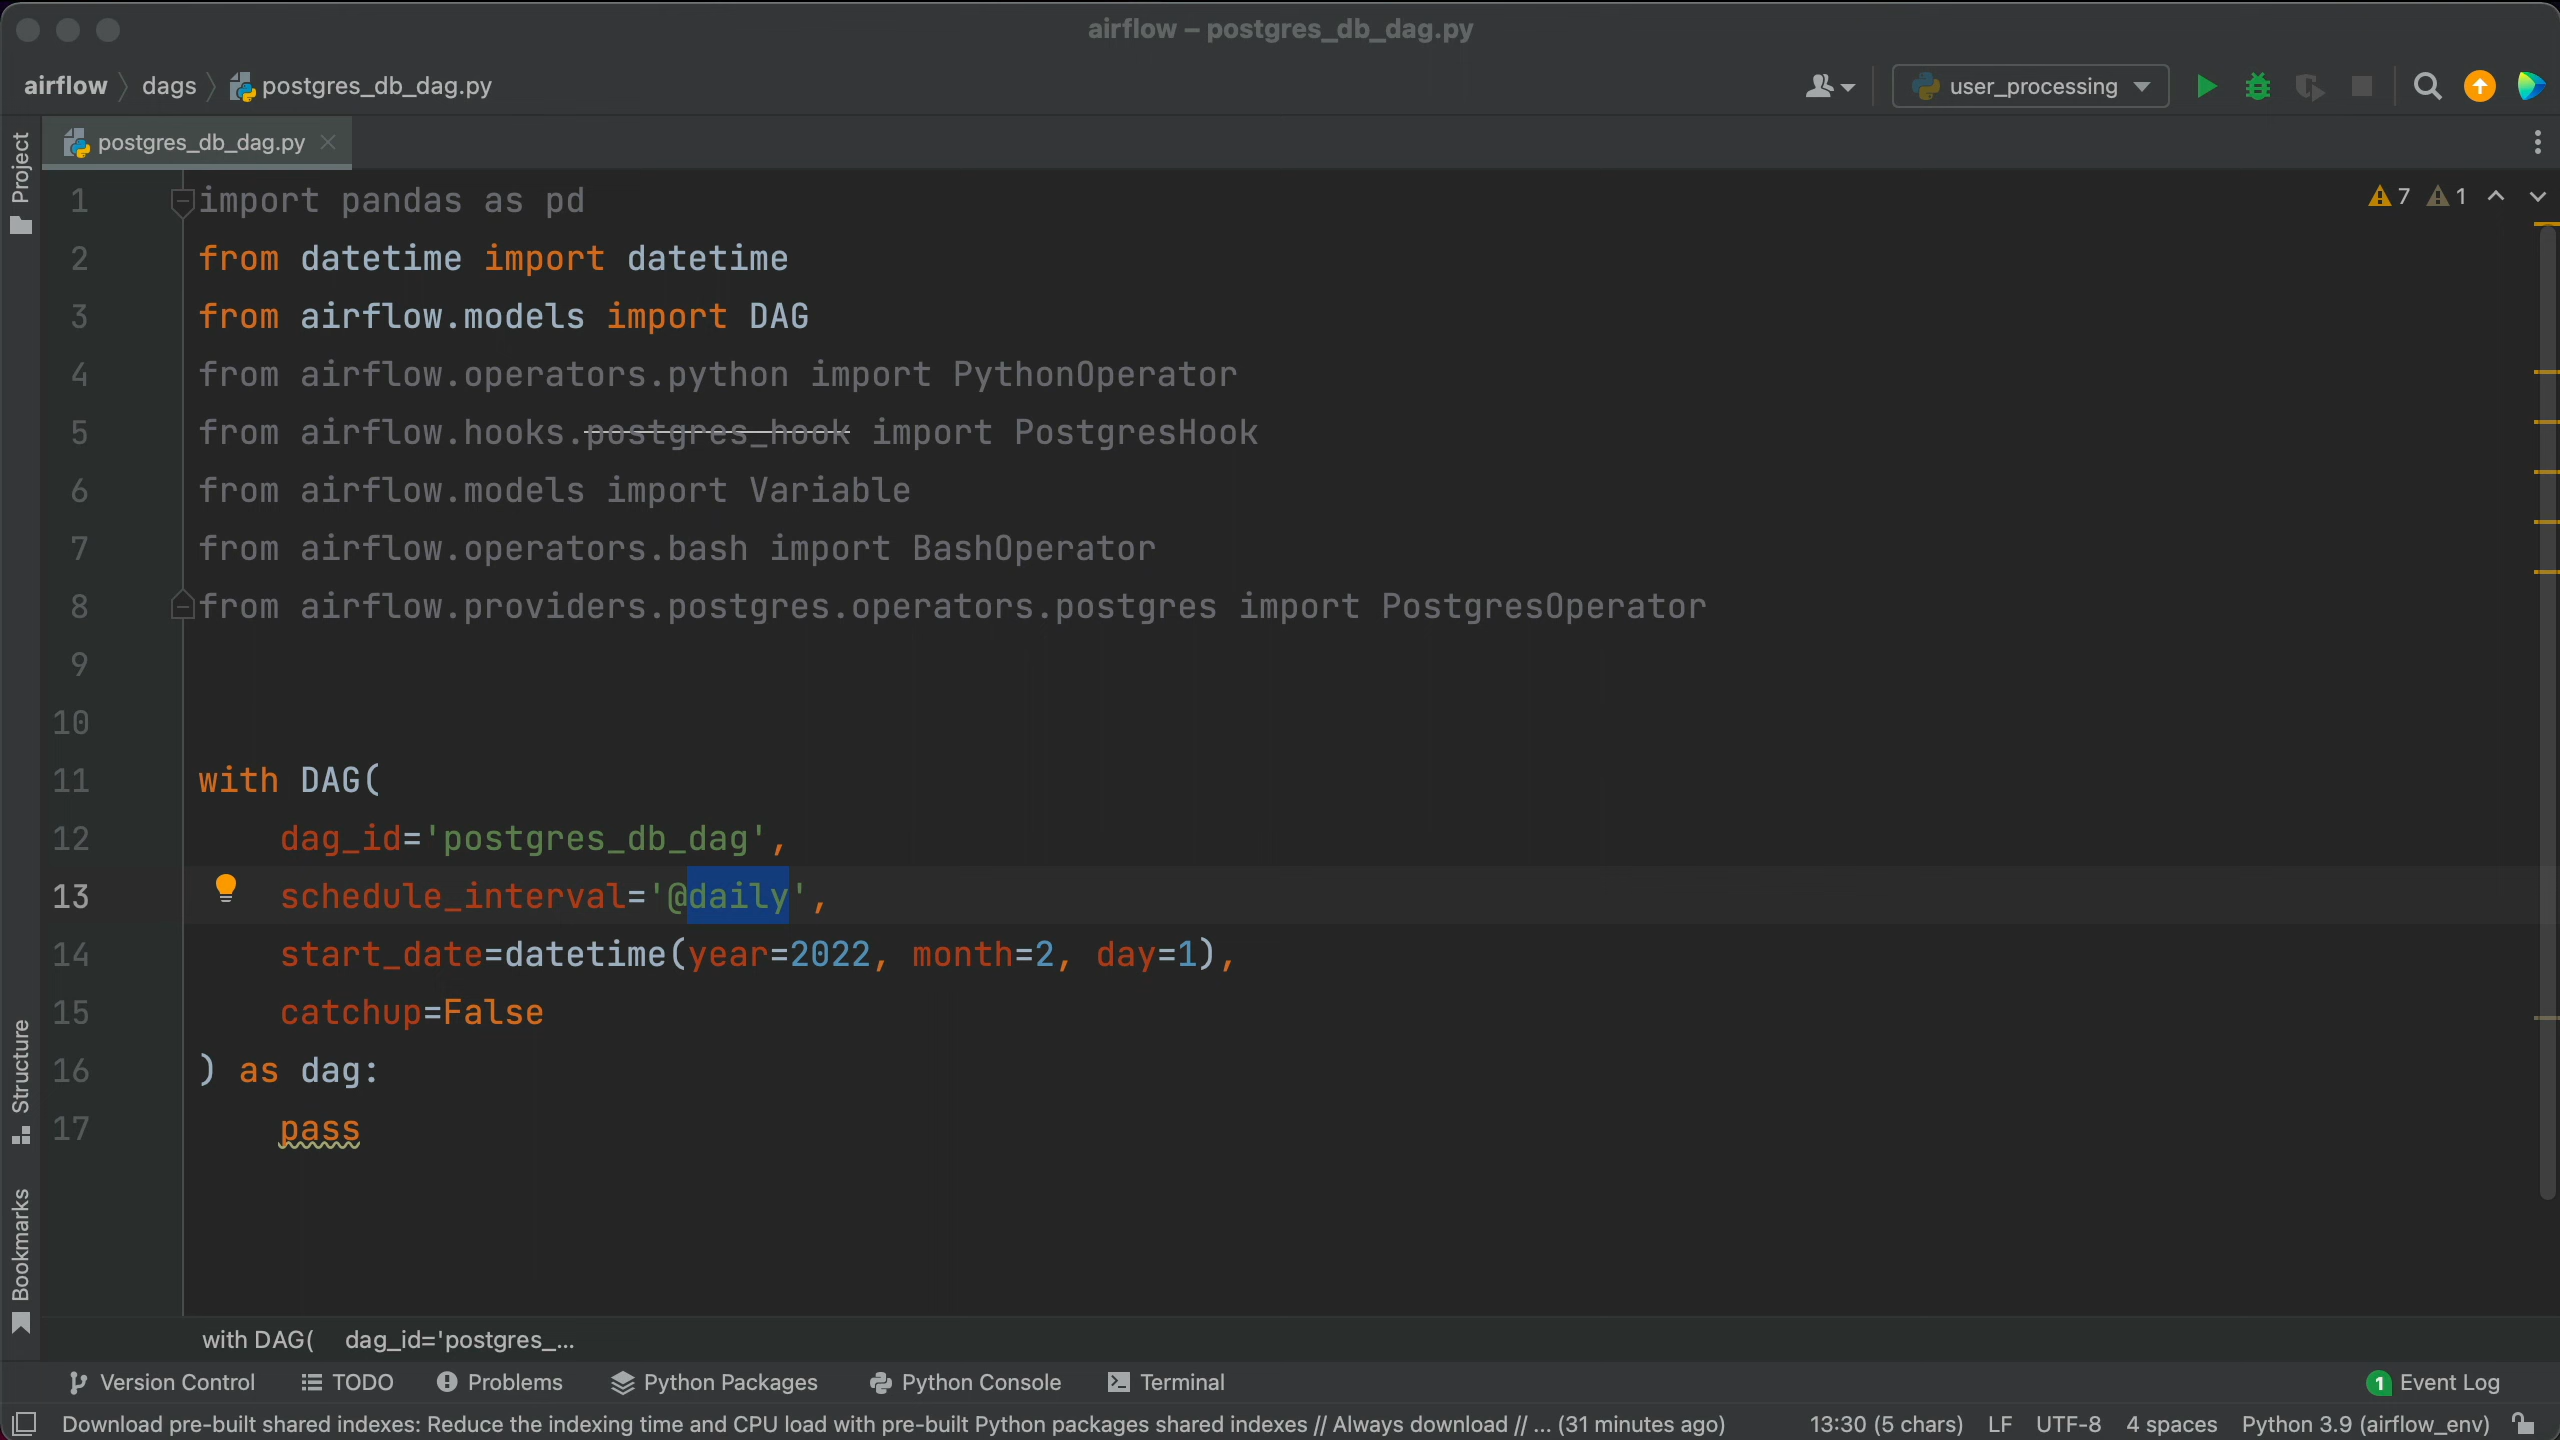 airflow – postgres_db_dag.py
airflow dags postgres_db_dag.py
user_processing
Project
postgres_db_dag.py
7 1
1 import pandas as pd
2 from datetime import datetime
3 from airflow.models import DAG
4 from airflow.operators.python import PythonOperator
5 from airflow.hooks.postgres_hook import PostgresHook
6 from airflow.models import Variable
7 from airflow.operators.bash import BashOperator
8 from airflow.providers.postgres.operators.postgres import PostgresOperator
9
10
11 with DAG(
12 dag_id='postgres_db_dag',
13 schedule_interval='@daily',
14 start_date=datetime(year=2022, month=2, day=1),
15 catchup=False
16 ) as dag:
17 pass
Structure
Bookmarks
with DAG( dag_id='postgres_...
Version Control TODO Problems Python Packages Python Console Terminal 1 Event Log
Download pre-built shared indexes: Reduce the indexing time and CPU load with pre-built Python packages shared indexes // Always download // ... (31 minutes ago) 13:30 (5 chars) LF UTF-8 4 spaces Python 3.9 (airflow_env)